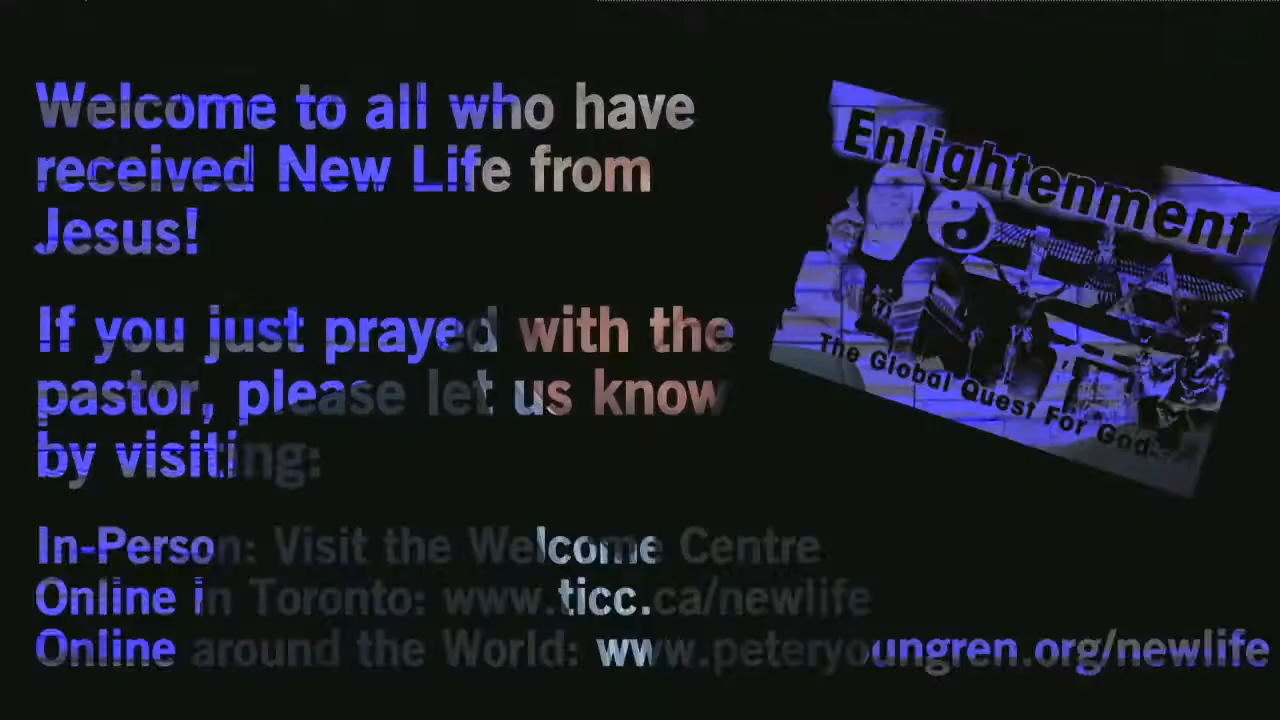 Welcome to all who have
received New Life from
Jesus!
If you just prayed with the
pastor, please let us know
by visiting:
In-Person: Visit the Welcome Centre
Online in Toronto: www.ticc.ca/newlife
Online around the World: www.peteryoungren.org/newlife
Enlightenment
The Global Quest For God